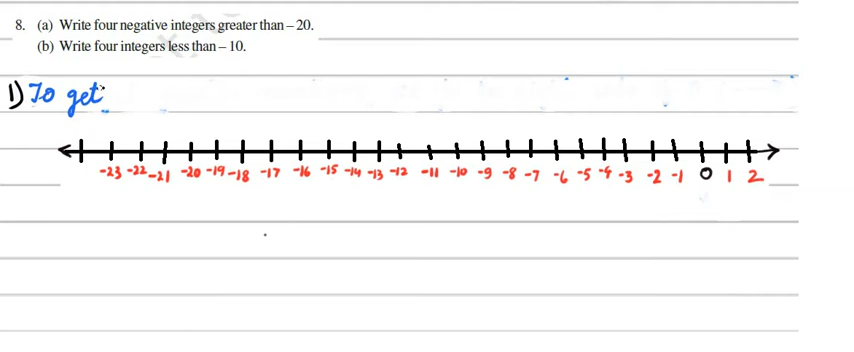 8. (a) Write four negative integers greater than – 20.
(b) Write four integers less than – 10.
1) To get
-23 -22 -21 -20 -19 -18 -17 -16 -15 -14 -13 -12 -11 -10 -9 -8 -7 -6 -5 -4 -3 -2 -1 0 1 2